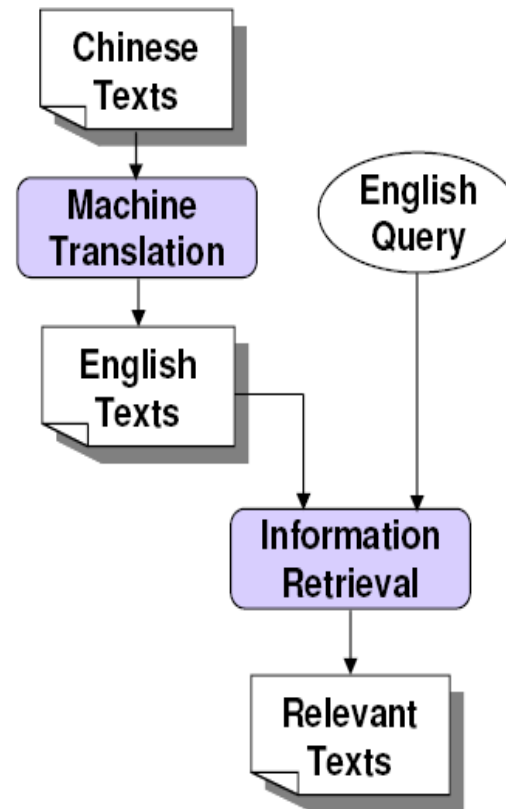 Chinese
Texts
Machine
Translation
English
Query
English
Texts
Information
Retrieval
Relevant
Texts